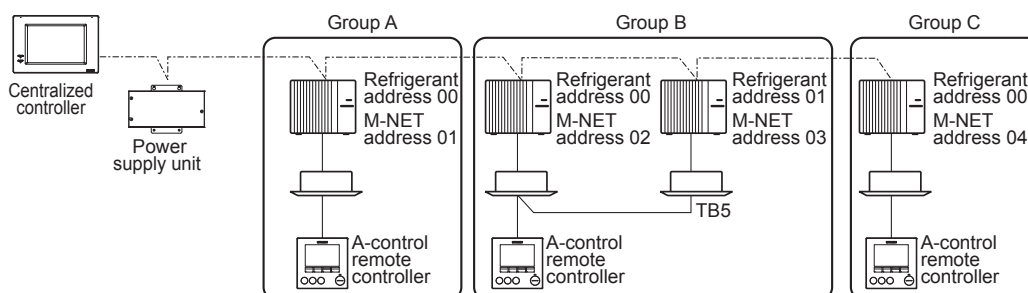 Group A
Group B
Group C
Centralized
controller
Power
supply unit
Refrigerant
address 00
M-NET
address 01
A-control
remote
controller
Refrigerant
address 00
M-NET
address 02
Refrigerant
address 01
M-NET
address 03
TB5
A-control
remote
controller
Refrigerant
address 00
M-NET
address 04
A-control
remote
controller